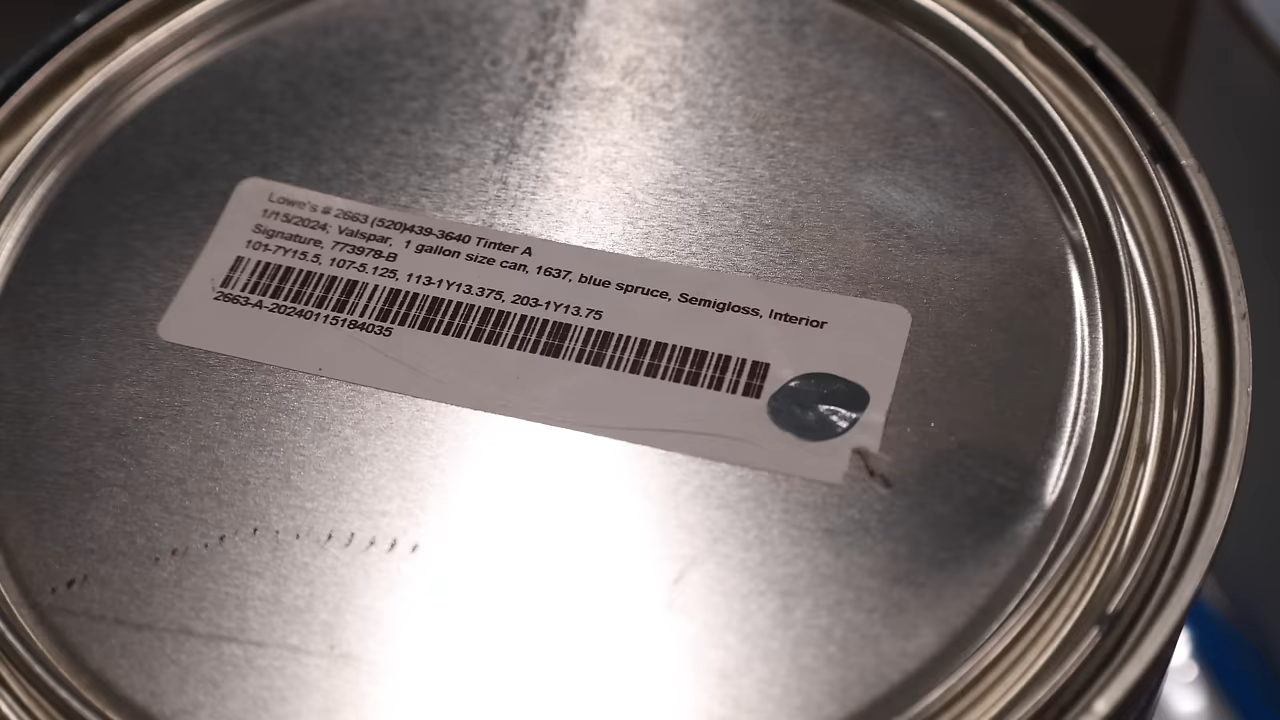 Lowe's # 2663 (520)439-3640 Tinter A
1/15/2024; Valspar, 1 gallon size can, 1637, blue spruce, Semigloss, Interior
Signature, 773978-B
101-7Y15.5, 107-5.125, 113-1Y13.375, 203-1Y13.75
2663-A-20240115184035